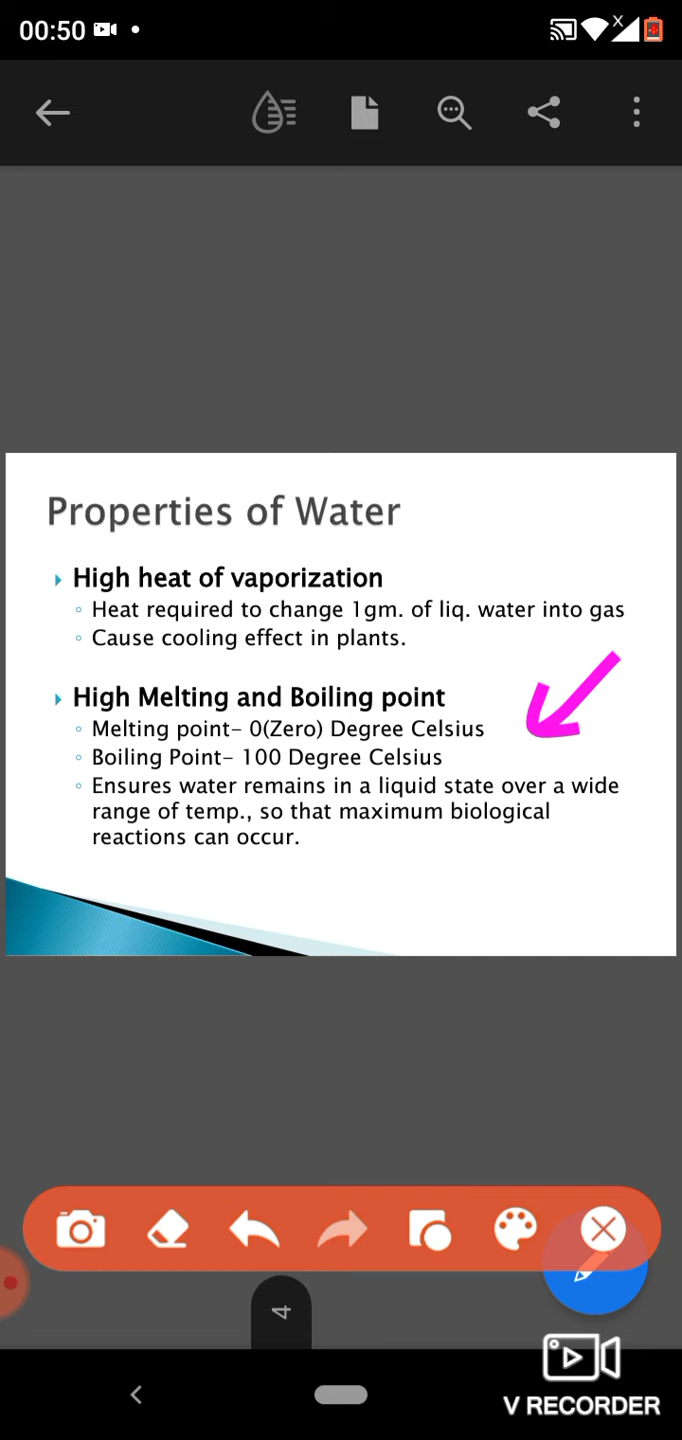 00:50
X
Properties of Water
High heat of vaporization
Heat required to change 1gm. of liq. water into gas
Cause cooling effect in plants.
High Melting and Boiling point
Melting point- 0(Zero) Degree Celsius
Boiling Point- 100 Degree Celsius
Ensures water remains in a liquid state over a wide
range of temp., so that maximum biological
reactions can occur.
4
V RECORDER